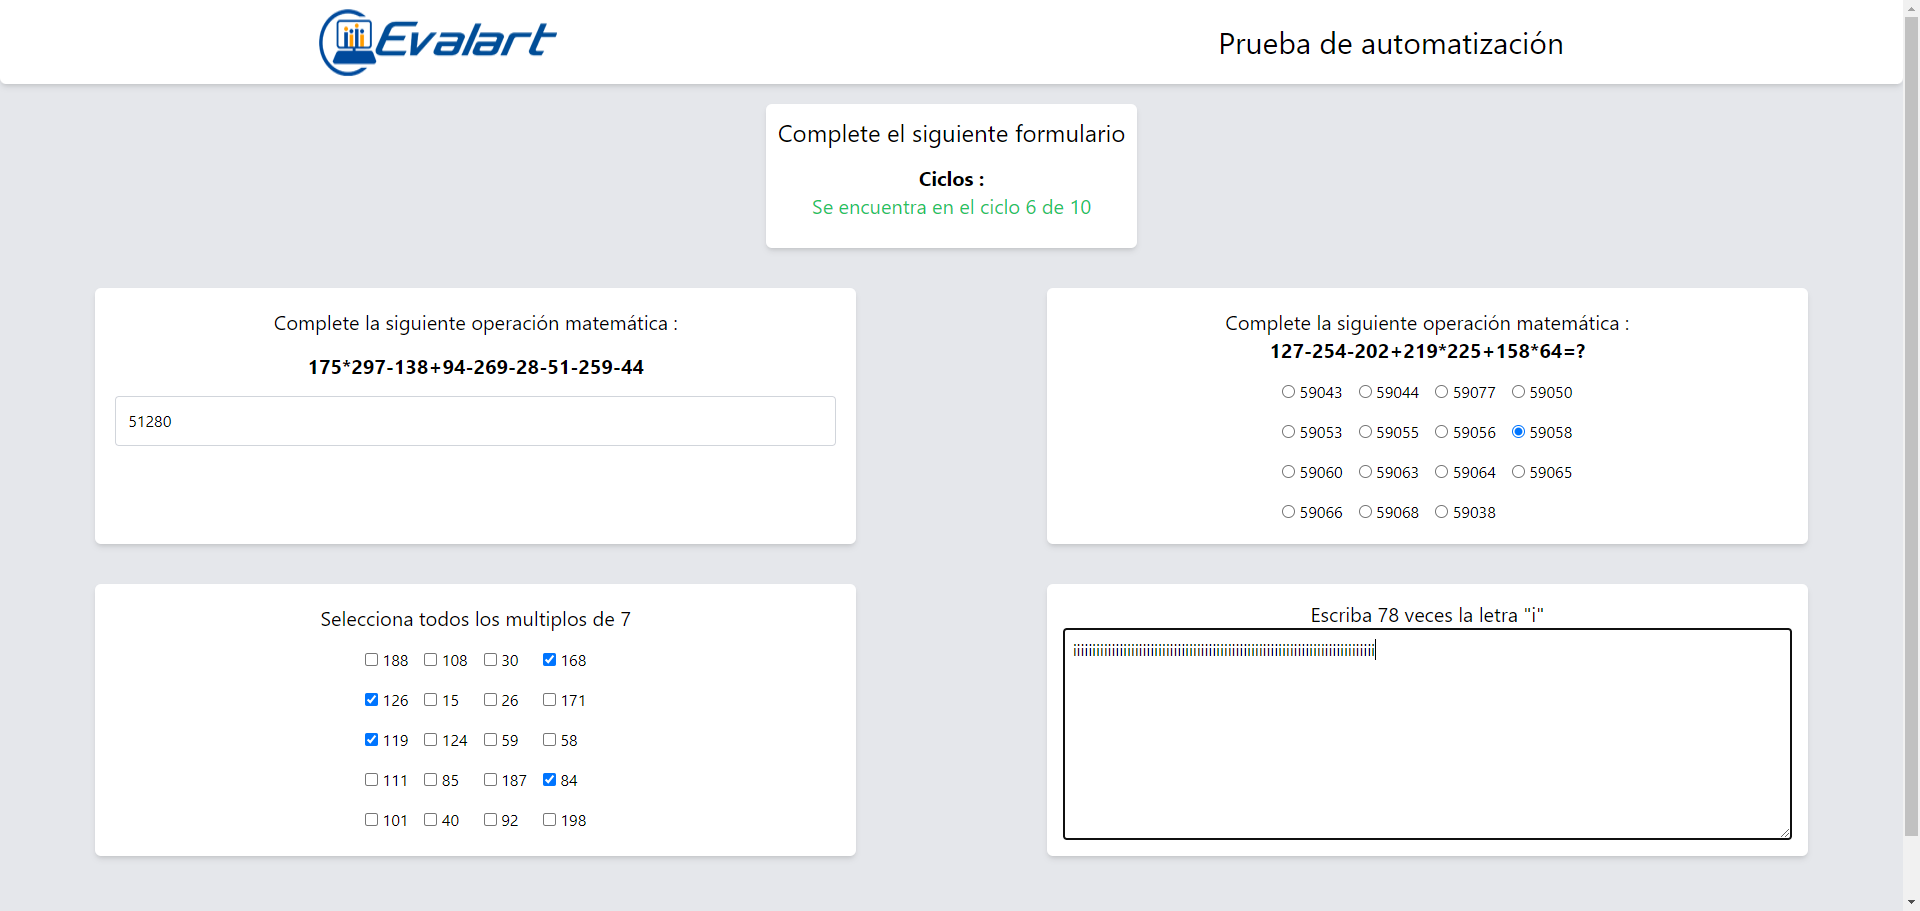 Evalart
Prueba de automatización
Complete el siguiente formulario
Ciclos :
Se encuentra en el ciclo 6 de 10
Complete la siguiente operación matemática :
175*297-138+94-269-28-51-259-44
51280
Complete la siguiente operación matemática :
127-254-202+219*225+158*64=?
59043 59044 59077 59050
59053 59055 59056 59058
59060 59063 59064 59065
59066 59068 59038
Selecciona todos los multiplos de 7
188 108 30 168
126 15 26 171
119 124 59 58
111 85 187 84
101 40 92 198
Escriba 78 veces la letra "i"
iiiiiiiiiiiiiiiiiiiiiiiiiiiiiiiiiiiiiiiiiiiiiiiiiiiiiiiiiiiiiiiiiiiiiiiiiiiiii